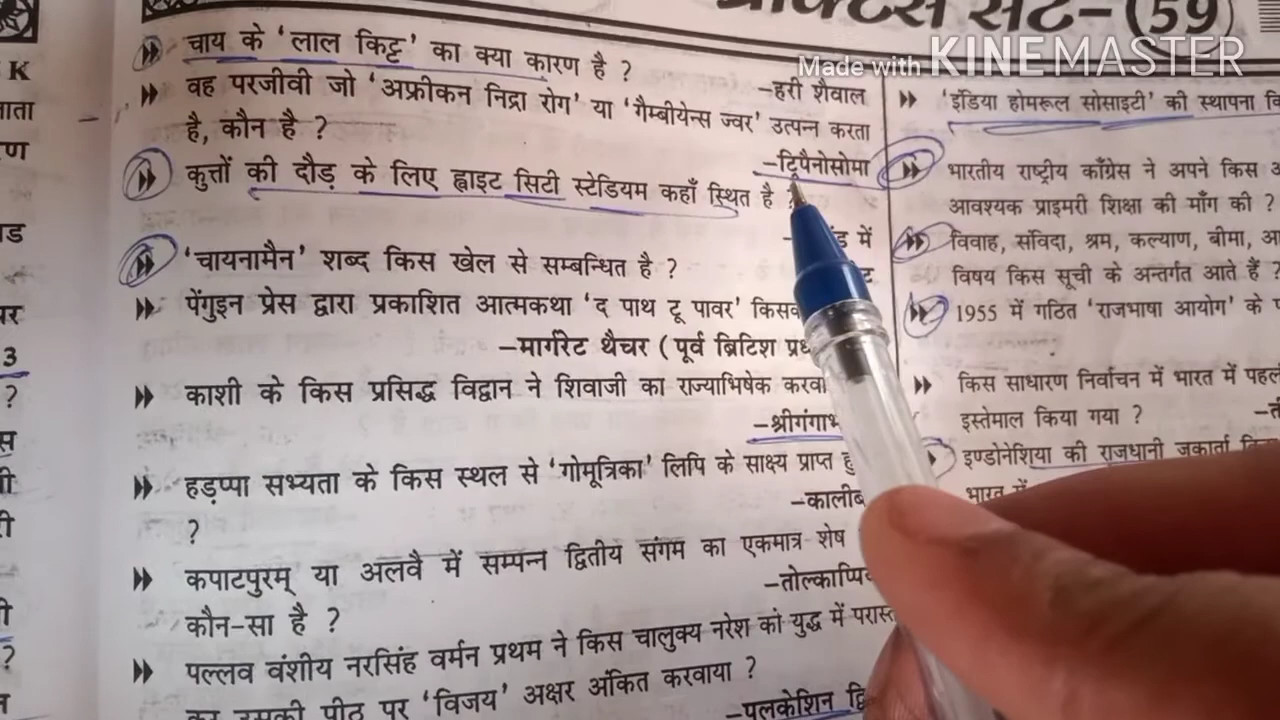 प्रैक्टिस सेट-(59)
Made with KINEMASTER
K
3
?
?
चाय के 'लाल किट्ट' का क्या कारण है ?
-हरी शैवाल
वह परजीवी जो 'अफ्रीकन निद्रा रोग' या 'गैम्बीयेन्स ज्वर' उत्पन्न करता
है, कौन है ?
-ट्रिपैनोसोमा
कुत्तों की दौड़ के लिए ह्वाइट सिटी स्टेडियम कहाँ स्थित है ?
में
'चायनामैन' शब्द किस खेल से सम्बन्धित है ?
पेंगुइन प्रेस द्वारा प्रकाशित आत्मकथा 'द पाथ टू पावर'
-मार्गरेट थैचर (पूर्व ब्रिटिश
काशी के किस प्रसिद्ध विद्वान ने शिवाजी का राज्याभिषेक
हड़प्पा सभ्यता के किस स्थल से 'गोमूत्रिका' लिपि के साक्ष्य प्राप्त
?
कपाटपुरम् या अलवै में सम्पन्न द्वितीय संगम का एकमात्र शेष
कौन-सा है ?
पल्लव वंशीय नरसिंह वर्मन प्रथम ने किस चालुक्य नरेश को युद्ध में
उसकी पीठ पर 'विजय' अक्षर अंकित करवाया ?
-पुलकेशिन
'इंडिया होमरूल सोसाइटी' की स्थापना
भारतीय राष्ट्रीय काँग्रेस ने अपने किस
आवश्यक प्राइमरी शिक्षा की माँग की ?
विवाह, संविदा, श्रम, कल्याण, बीमा,
विषय किस सूची के अन्तर्गत आते हैं ?
1955 में गठित 'राजभाषा आयोग' के
किस साधारण निर्वाचन में भारत में
इस्तेमाल किया गया ?
इण्डोनेशिया की राजधानी जकार्ता
भारत में